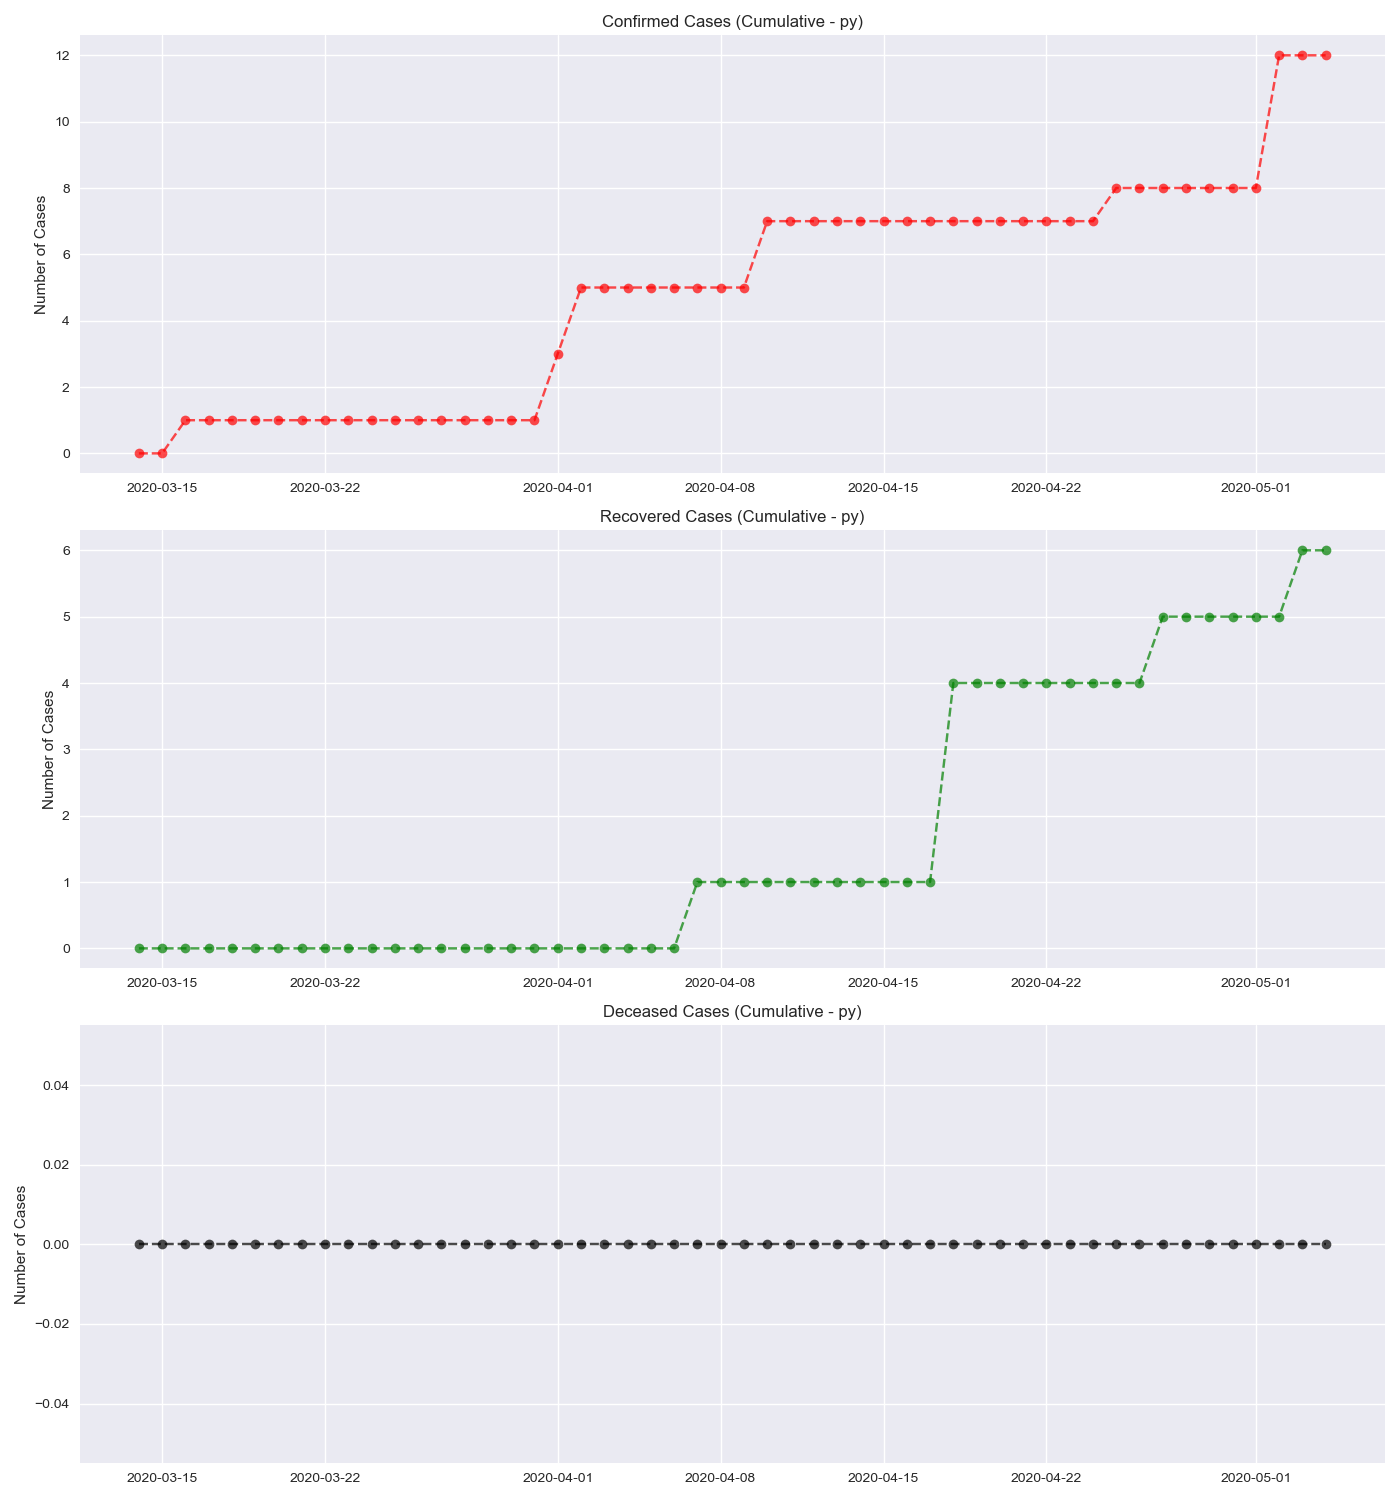 Confirmed Cases (Cumulative - py)
Number of Cases
12
10
8
6
4
2
0
2020-03-15 2020-03-22 2020-04-01 2020-04-08 2020-04-15 2020-04-22 2020-05-01
Recovered Cases (Cumulative - py)
Number of Cases
6
5
4
3
2
1
0
2020-03-15 2020-03-22 2020-04-01 2020-04-08 2020-04-15 2020-04-22 2020-05-01
Deceased Cases (Cumulative - py)
Number of Cases
0.04
0.02
0.00
−0.02
−0.04
2020-03-15 2020-03-22 2020-04-01 2020-04-08 2020-04-15 2020-04-22 2020-05-01